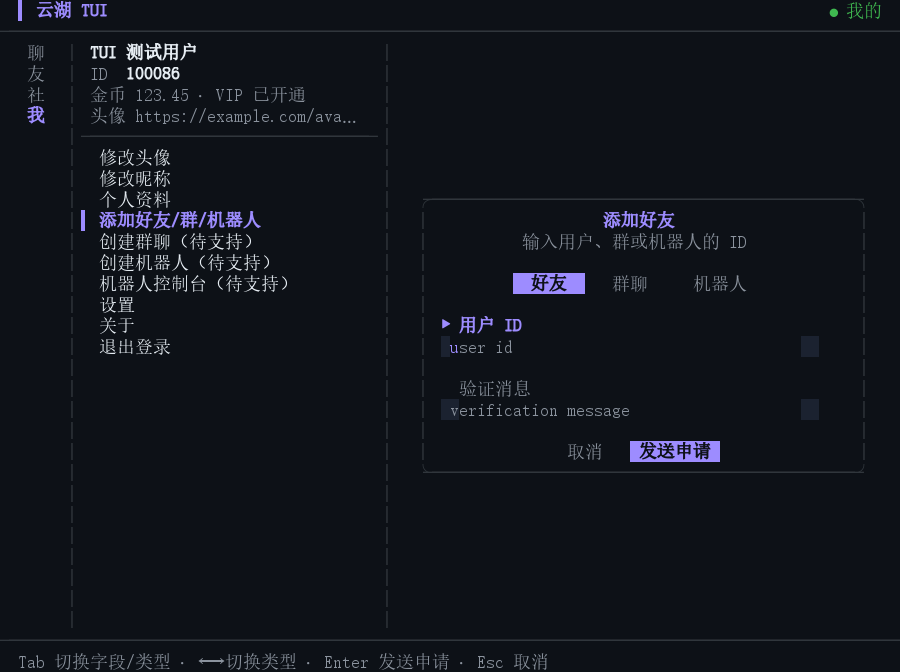 云湖 TUI
● 我的
聊
友
社
我
TUI 测试用户
ID 100086
金币 123.45 · VIP 已开通
头像 https://example.com/ava…
修改头像
修改昵称
个人资料
添加好友/群/机器人
创建群聊（待支持）
创建机器人（待支持）
机器人控制台（待支持）
设置
关于
退出登录
添加好友
输入用户、群或机器人的 ID
好友 群聊 机器人
▶ 用户 ID
user id
验证消息
verification message
取消 发送申请
Tab 切换字段/类型 · ←→切换类型 · Enter 发送申请 · Esc 取消